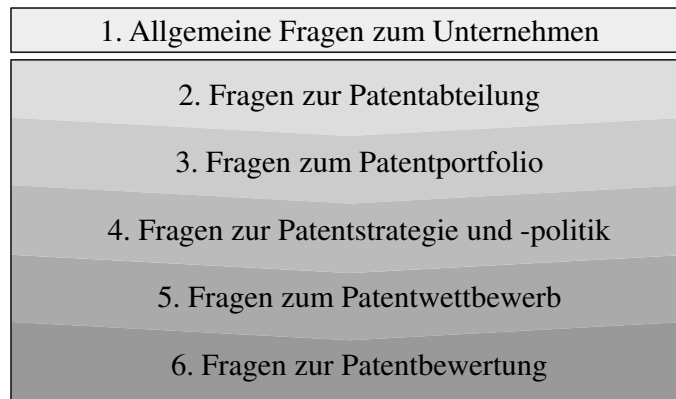 1. Allgemeine Fragen zum Unternehmen
2. Fragen zur Patentabteilung
3. Fragen zum Patentportfolio
4. Fragen zur Patentstrategie und -politik
5. Fragen zum Patentwettbewerb
6. Fragen zur Patentbewertung